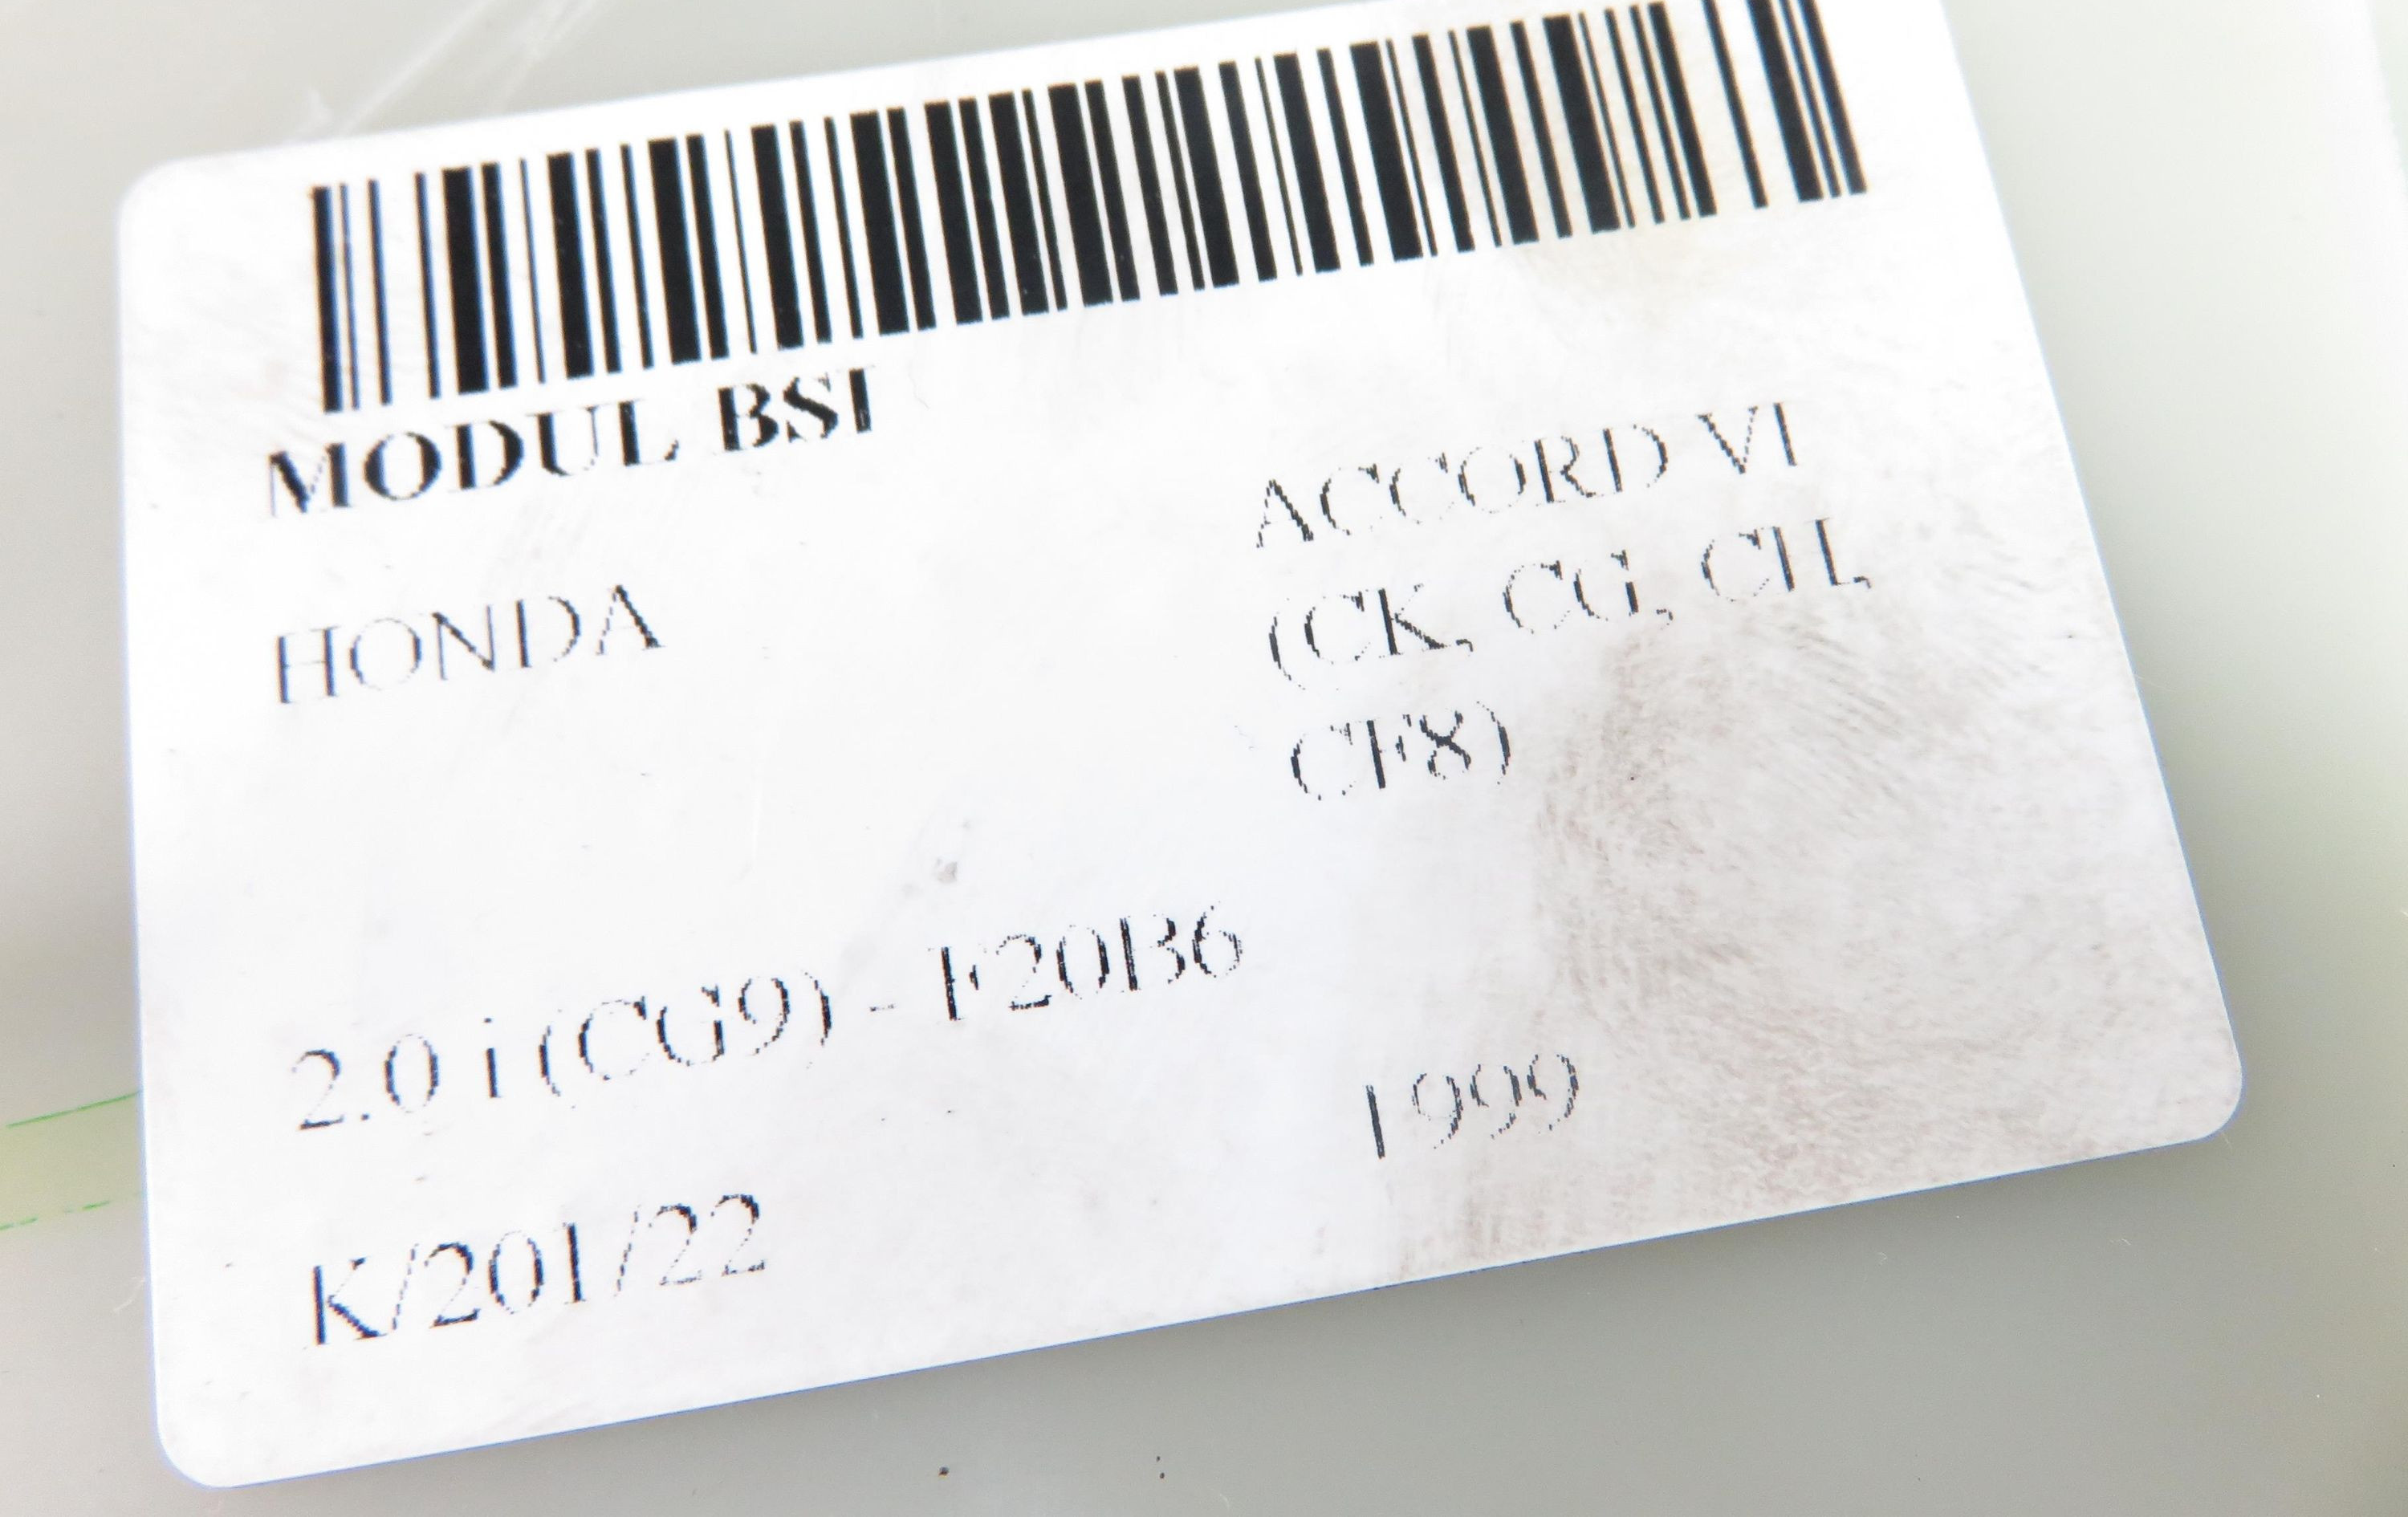 MODUL BSI
HONDA
ACCORD VI
(CK, CG, CH,
CF8)
2.0 i (CG9) - F20B6
1999
K/201/22